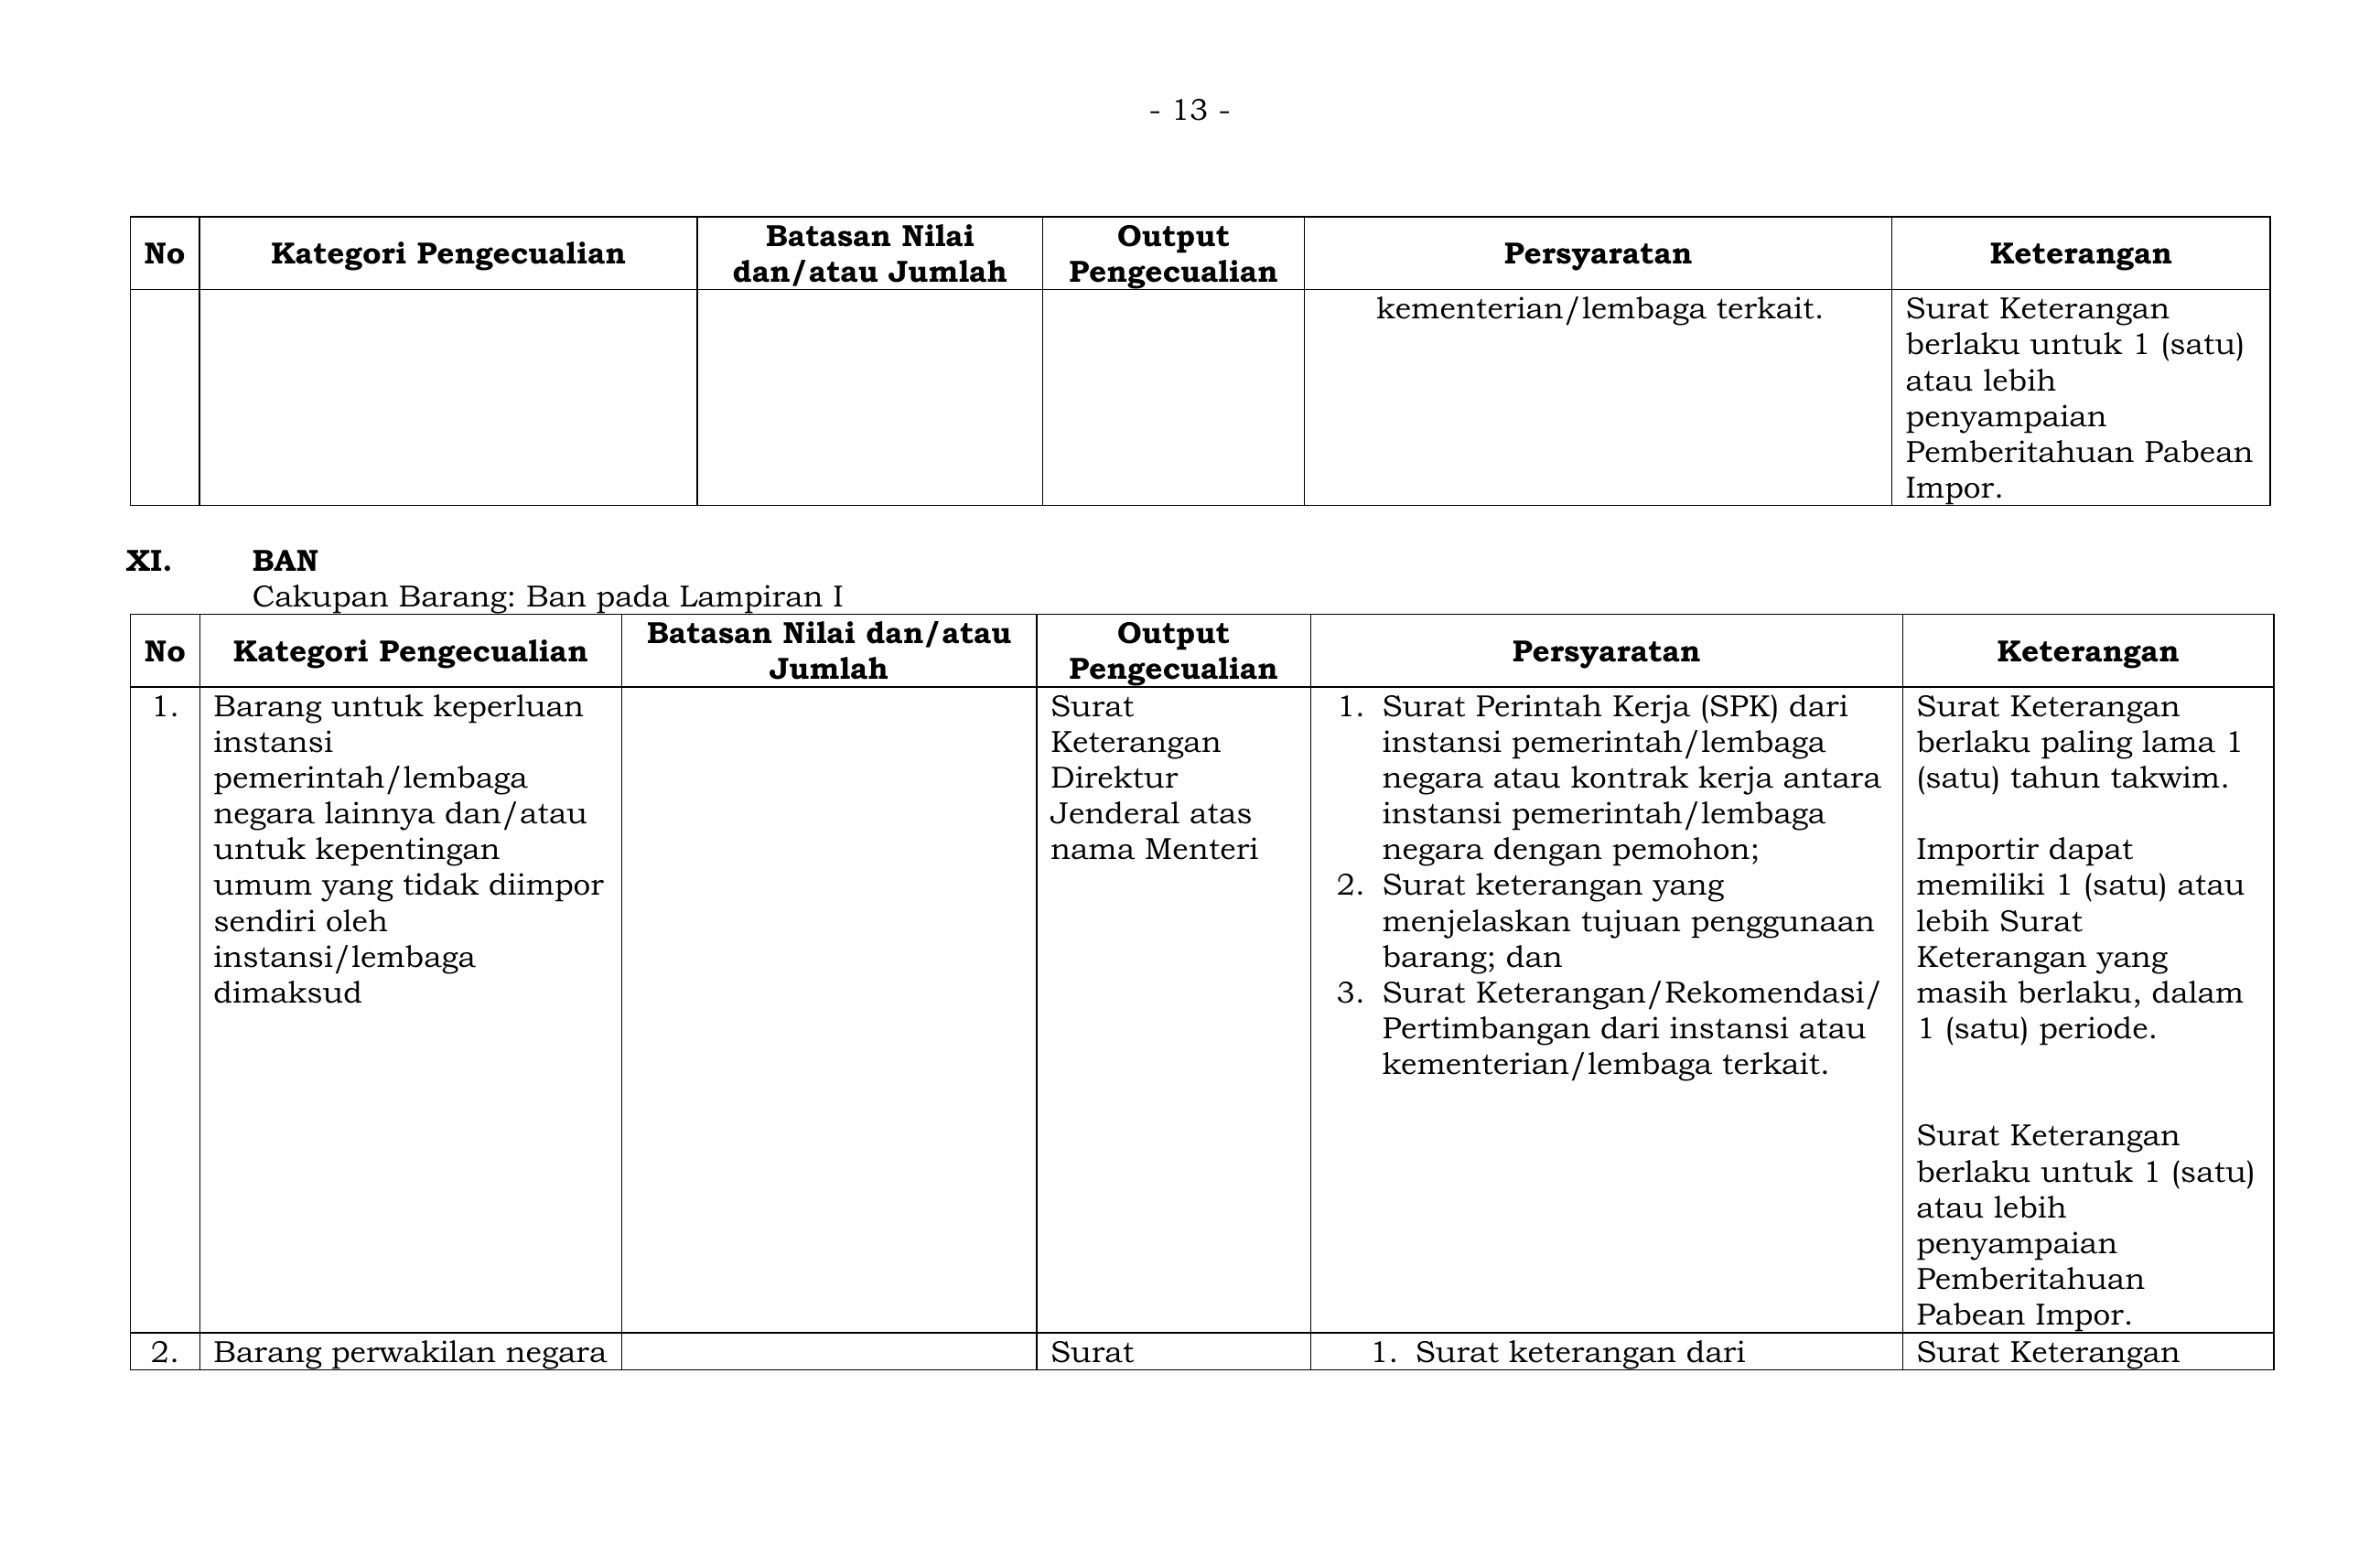 - 13 -
No
Kategori Pengecualian
Batasan Nilai
dan/atau Jumlah
Output
Pengecualian
Persyaratan
Keterangan
kementerian/lembaga terkait.
Surat Keterangan
berlaku untuk 1 (satu)
atau lebih
penyampaian
Pemberitahuan Pabean
Impor.
XI. BAN
Cakupan Barang: Ban pada Lampiran I
No
Kategori Pengecualian
Batasan Nilai dan/atau
Jumlah
Output
Pengecualian
Persyaratan
Keterangan
1.
Barang untuk keperluan
instansi
pemerintah/lembaga
negara lainnya dan/atau
untuk kepentingan
umum yang tidak diimpor
sendiri oleh
instansi/lembaga
dimaksud
Surat
Keterangan
Direktur
Jenderal atas
nama Menteri
1. Surat Perintah Kerja (SPK) dari
instansi pemerintah/lembaga
negara atau kontrak kerja antara
instansi pemerintah/lembaga
negara dengan pemohon;
2. Surat keterangan yang
menjelaskan tujuan penggunaan
barang; dan
3. Surat Keterangan/Rekomendasi/
Pertimbangan dari instansi atau
kementerian/lembaga terkait.
Surat Keterangan
berlaku paling lama 1
(satu) tahun takwim.
Importir dapat
memiliki 1 (satu) atau
lebih Surat
Keterangan yang
masih berlaku, dalam
1 (satu) periode.
Surat Keterangan
berlaku untuk 1 (satu)
atau lebih
penyampaian
Pemberitahuan
Pabean Impor.
2.
Barang perwakilan negara
Surat
1. Surat keterangan dari
Surat Keterangan